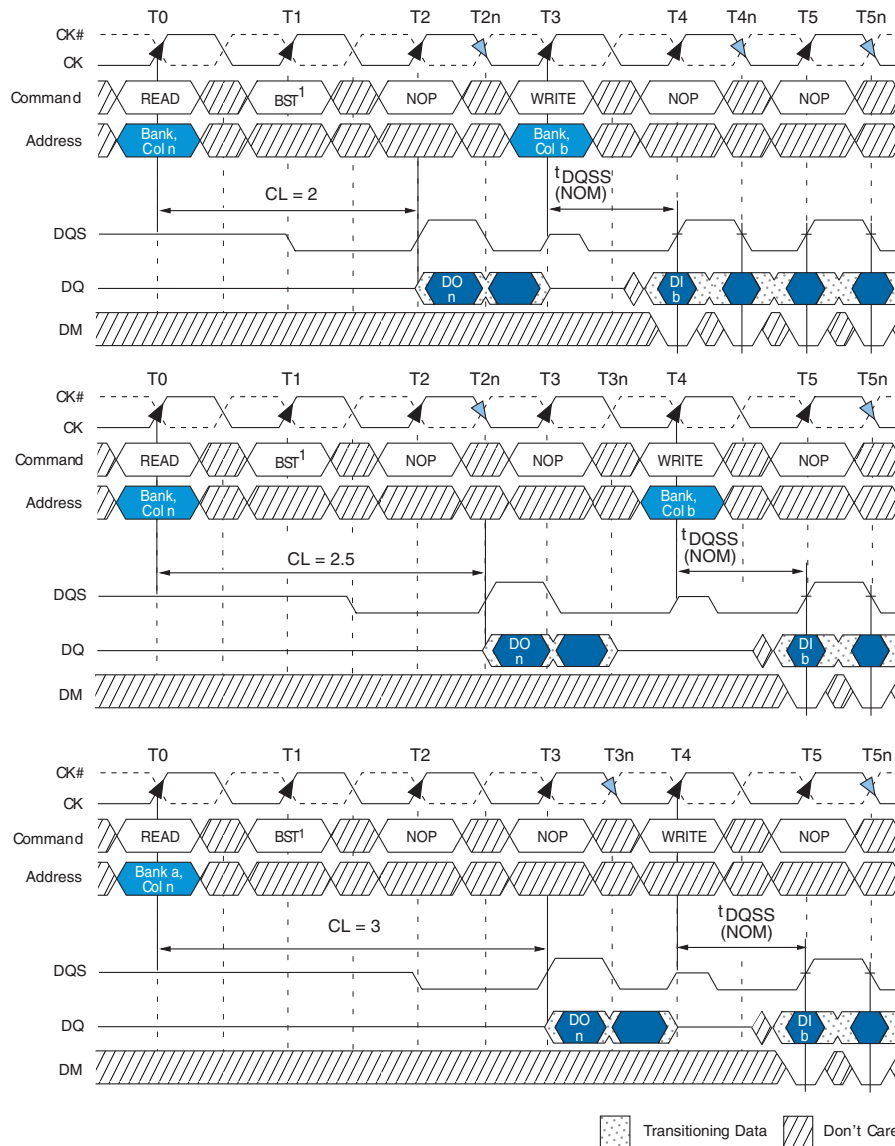 T0 T1 T2 T2n T3 T4 T4n T5 T5n
CK#
CK
Command READ BST1 NOP WRITE NOP NOP
Address Bank, Col n Bank, Col b
CL = 2 tDQSS (NOM)
DQS
DQ DO n DI b
DM
T0 T1 T2 T2n T3 T3n T4 T5 T5n
CK#
CK
Command READ BST1 NOP NOP WRITE NOP
Address Bank, Col n Bank, Col b
CL = 2.5 tDQSS (NOM)
DQS
DQ DO n DI b
DM
T0 T1 T2 T3 T3n T4 T5 T5n
CK#
CK
Command READ BST1 NOP NOP WRITE NOP
Address Bank a, Col n
CL = 3 tDQSS (NOM)
DQS
DQ DO n DI b
DM
Transitioning Data Don't Care